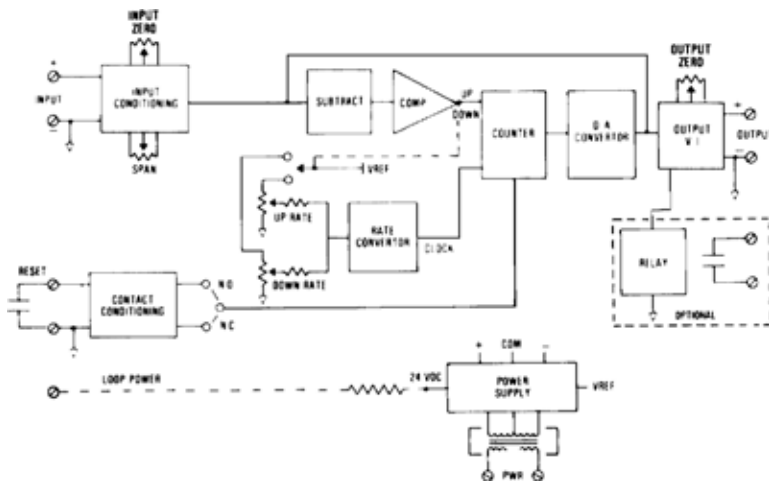 INPUT
ZERO
OUTPUT
ZERO
+
INPUT
−
INPUT
CONDITIONING
SPAN
SUBTRACT
COMP
UP
DOWN
COUNTER
D A
CONVERTOR
OUTPUT
V I
+
OUTPUT
−
VREF
UP RATE
DOWN RATE
RATE
CONVERTOR
CLOCK
RELAY
OPTIONAL
RESET
CONTACT
CONDITIONING
NO
NC
LOOP POWER
24 VDC
+ COM −
POWER
SUPPLY
VREF
PWR